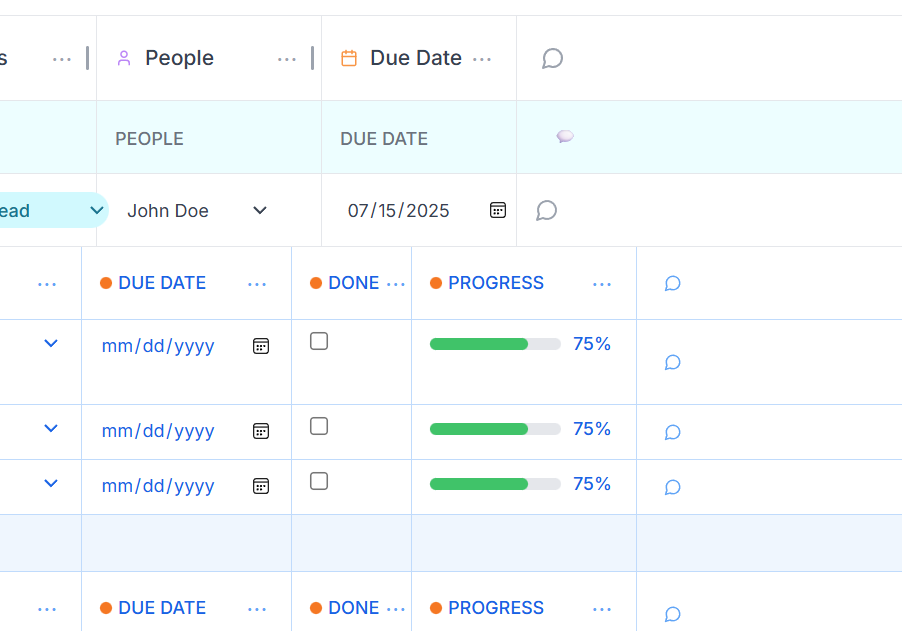 s ... People ... Due Date ...
PEOPLE DUE DATE
ead John Doe 07/15/2025
... DUE DATE ... DONE ... PROGRESS ...
mm/dd/yyyy 75%
mm/dd/yyyy 75%
mm/dd/yyyy 75%
... DUE DATE ... DONE ... PROGRESS ...